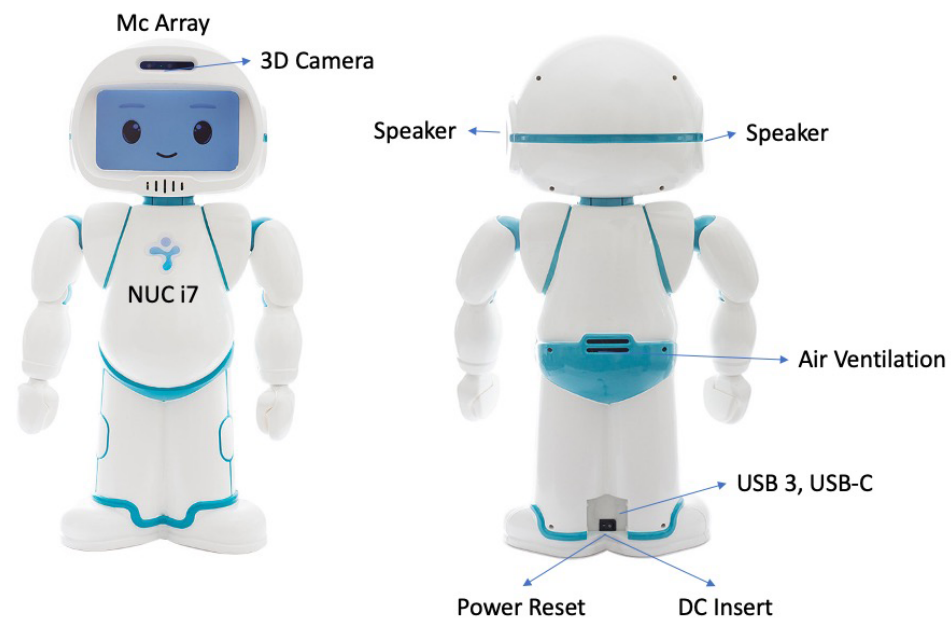 Mc Array
3D Camera
NUC i7
Speaker
Speaker
Air Ventilation
USB 3, USB-C
Power Reset
DC Insert